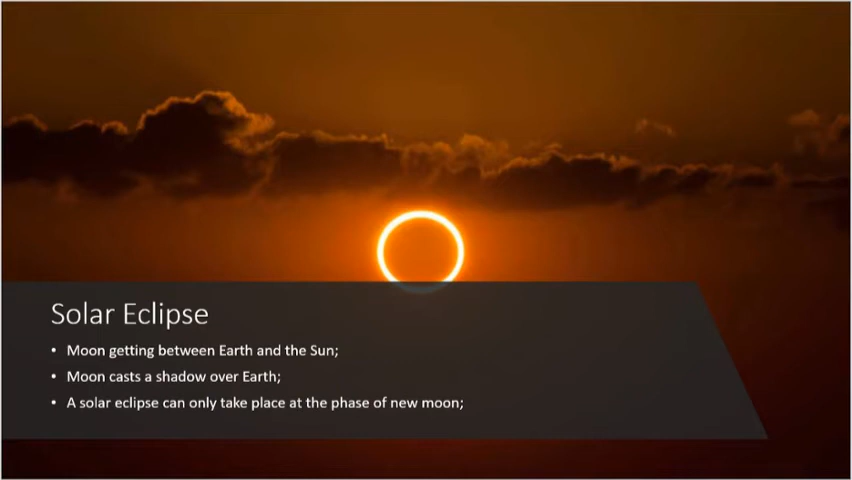 Solar Eclipse
• Moon getting between Earth and the Sun;
• Moon casts a shadow over Earth;
• A solar eclipse can only take place at the phase of new moon;